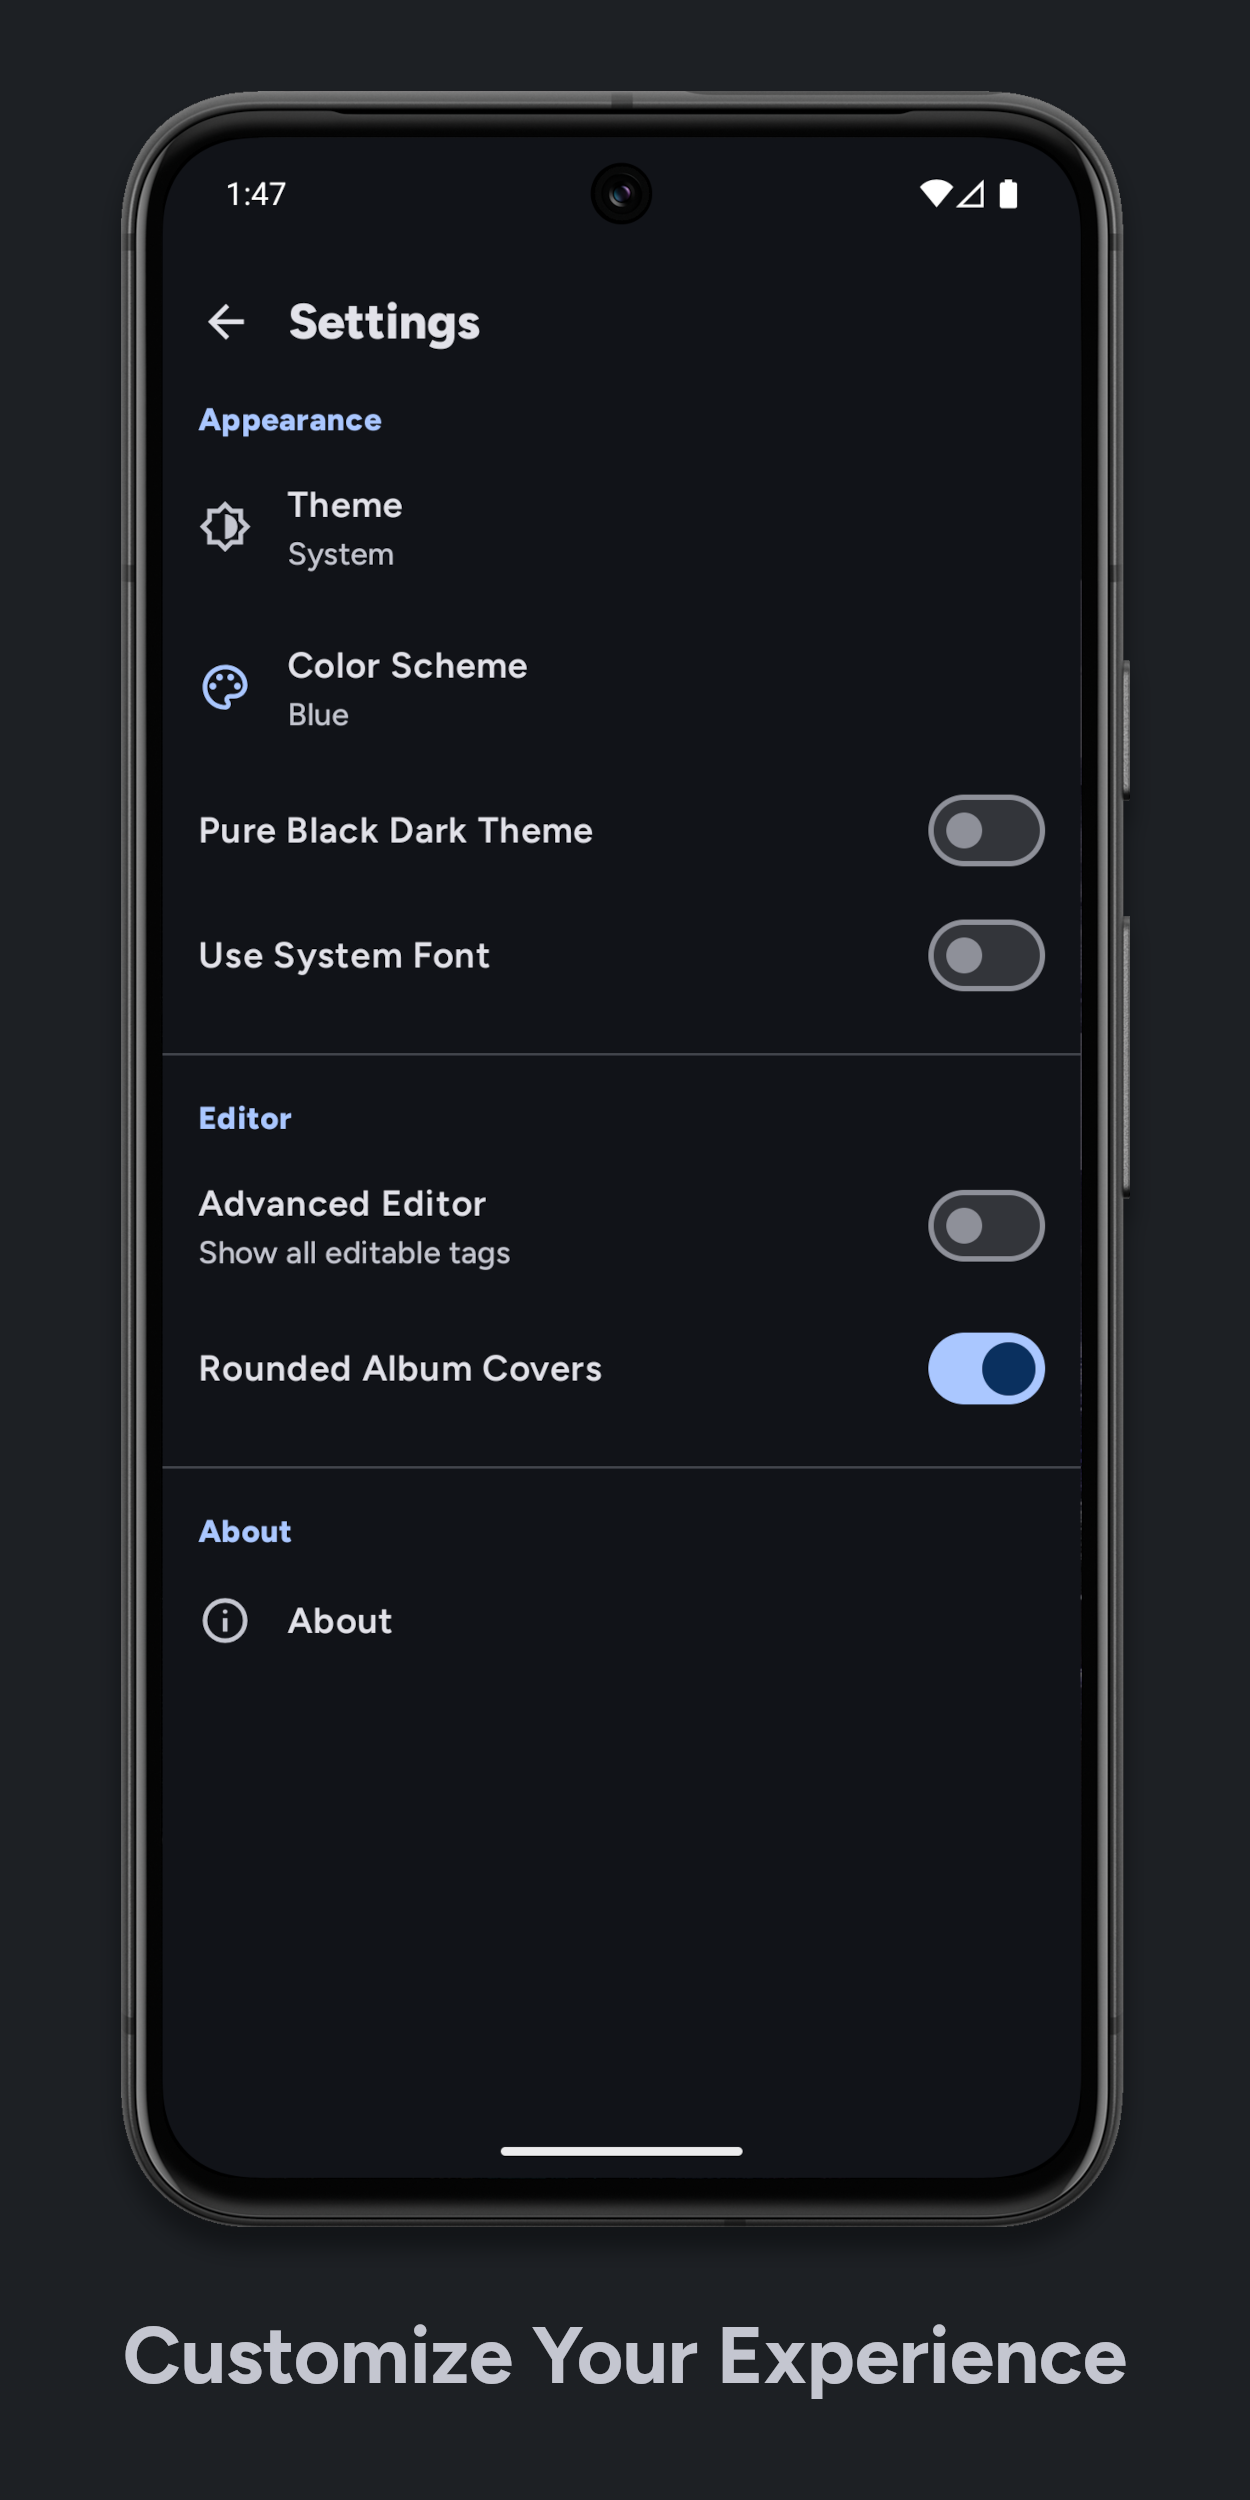 1:47
Settings
Appearance
Theme
System
Color Scheme
Blue
Pure Black Dark Theme
Use System Font
Editor
Advanced Editor
Show all editable tags
Rounded Album Covers
About
About
Customize Your Experience